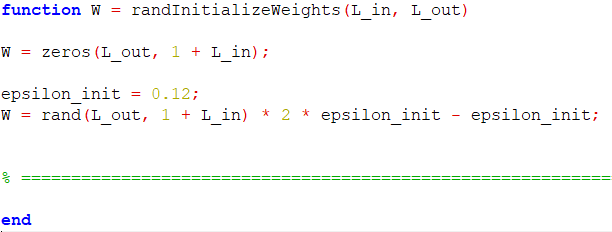 function W = randInitializeWeights(L_in, L_out)
W = zeros(L_out, 1 + L_in);
epsilon_init = 0.12;
W = rand(L_out, 1 + L_in) * 2 * epsilon_init - epsilon_init;
% ===========================================================
end